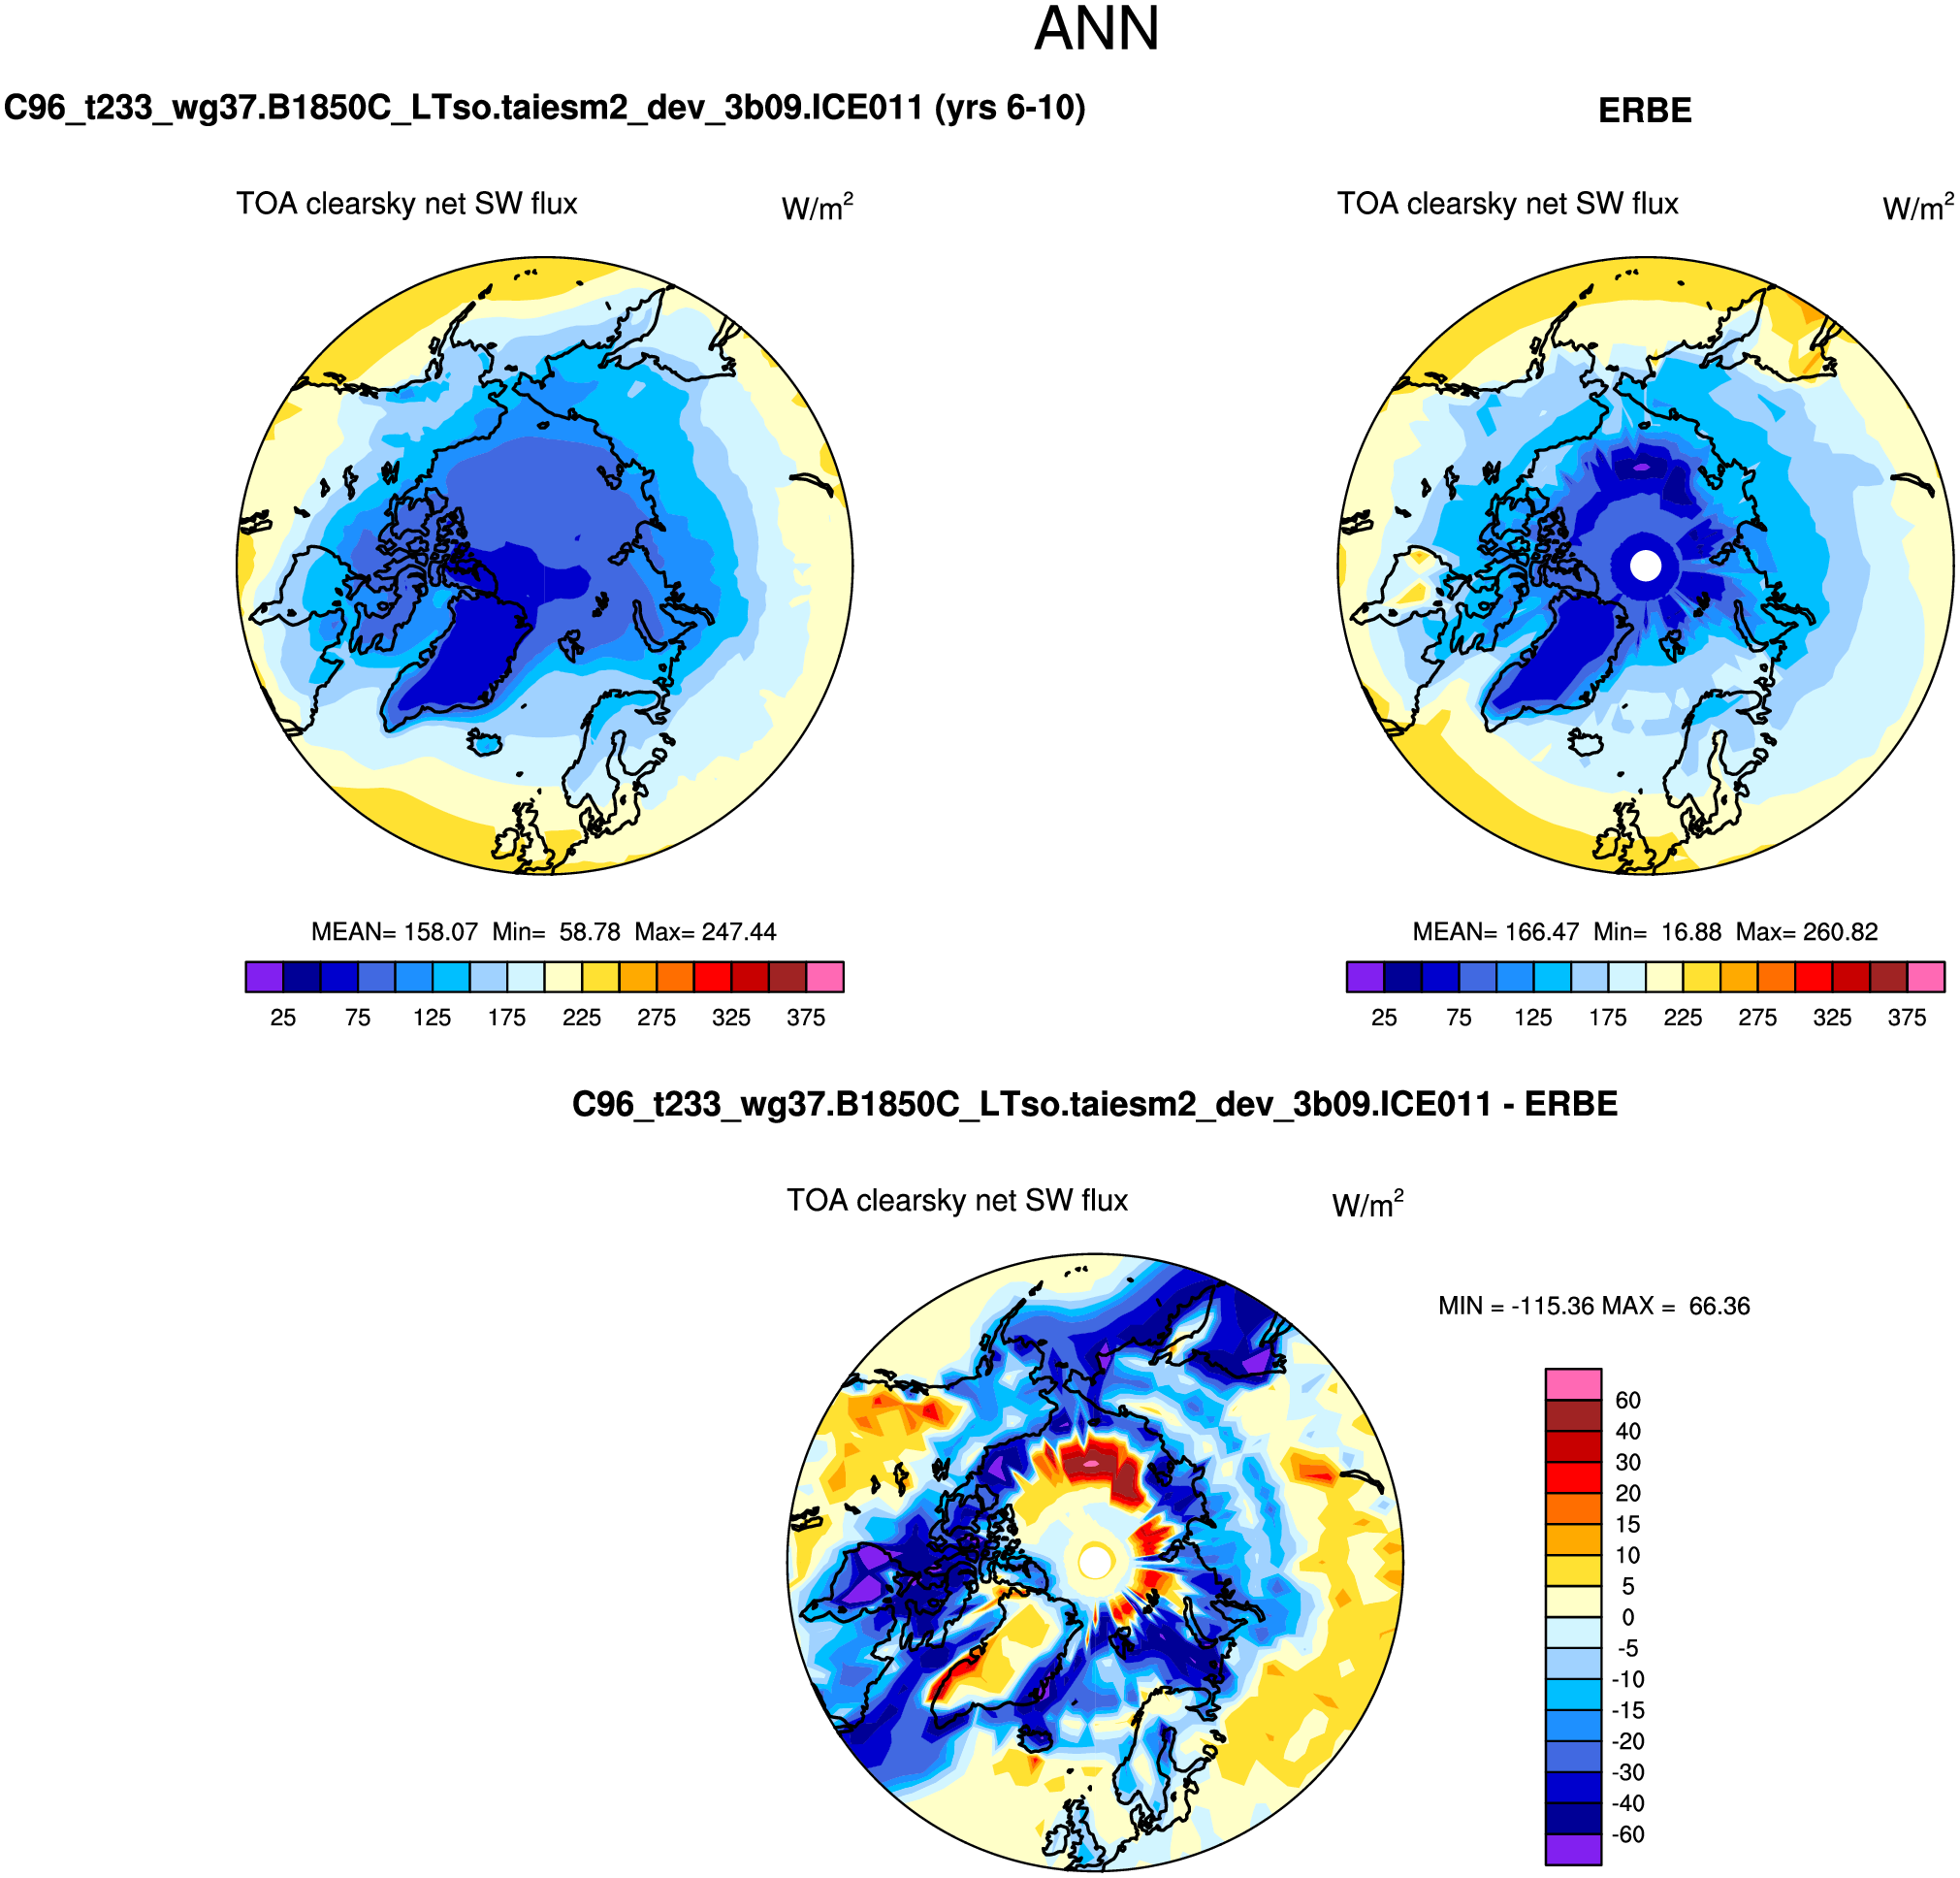 ANN
C96_t233_wg37.B1850C_LTso.taiesm2_dev_3b09.ICE011 (yrs 6-10)
ERBE
TOA clearsky net SW flux W/m²
TOA clearsky net SW flux W/m²
MEAN= 158.07 Min= 58.78 Max= 247.44
25 75 125 175 225 275 325 375
MEAN= 166.47 Min= 16.88 Max= 260.82
25 75 125 175 225 275 325 375
C96_t233_wg37.B1850C_LTso.taiesm2_dev_3b09.ICE011 - ERBE
TOA clearsky net SW flux W/m²
MIN = -115.36 MAX = 66.36
60
40
30
20
15
10
5
0
-5
-10
-15
-20
-30
-40
-60